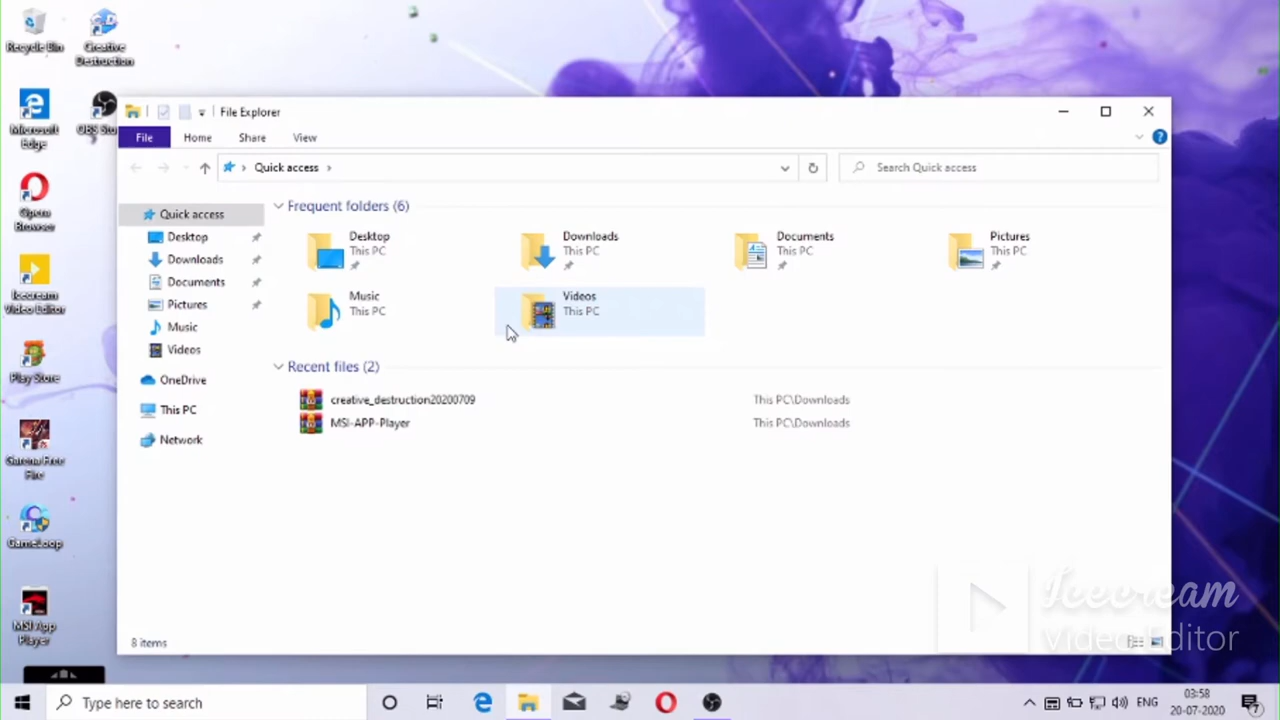 Recycle Bin
Creative
Destruction
Microsoft
Edge
OBS Stu
Opera
Browser
Icecream
Video Editor
Play Store
Garena Free
Fire
GameLoop
MSI App
Player
File Explorer
File Home Share View
Quick access
Search Quick access
Quick access
Desktop
Downloads
Documents
Pictures
Music
Videos
OneDrive
This PC
Network
Frequent folders (6)
Desktop
This PC
Downloads
This PC
Documents
This PC
Pictures
This PC
Music
This PC
Videos
This PC
Recent files (2)
creative_destruction20200709 This PC\Downloads
MSI-APP-Player This PC\Downloads
8 items
Icecream
Video Editor
Type here to search
ENG
03:58
20-07-2020
7